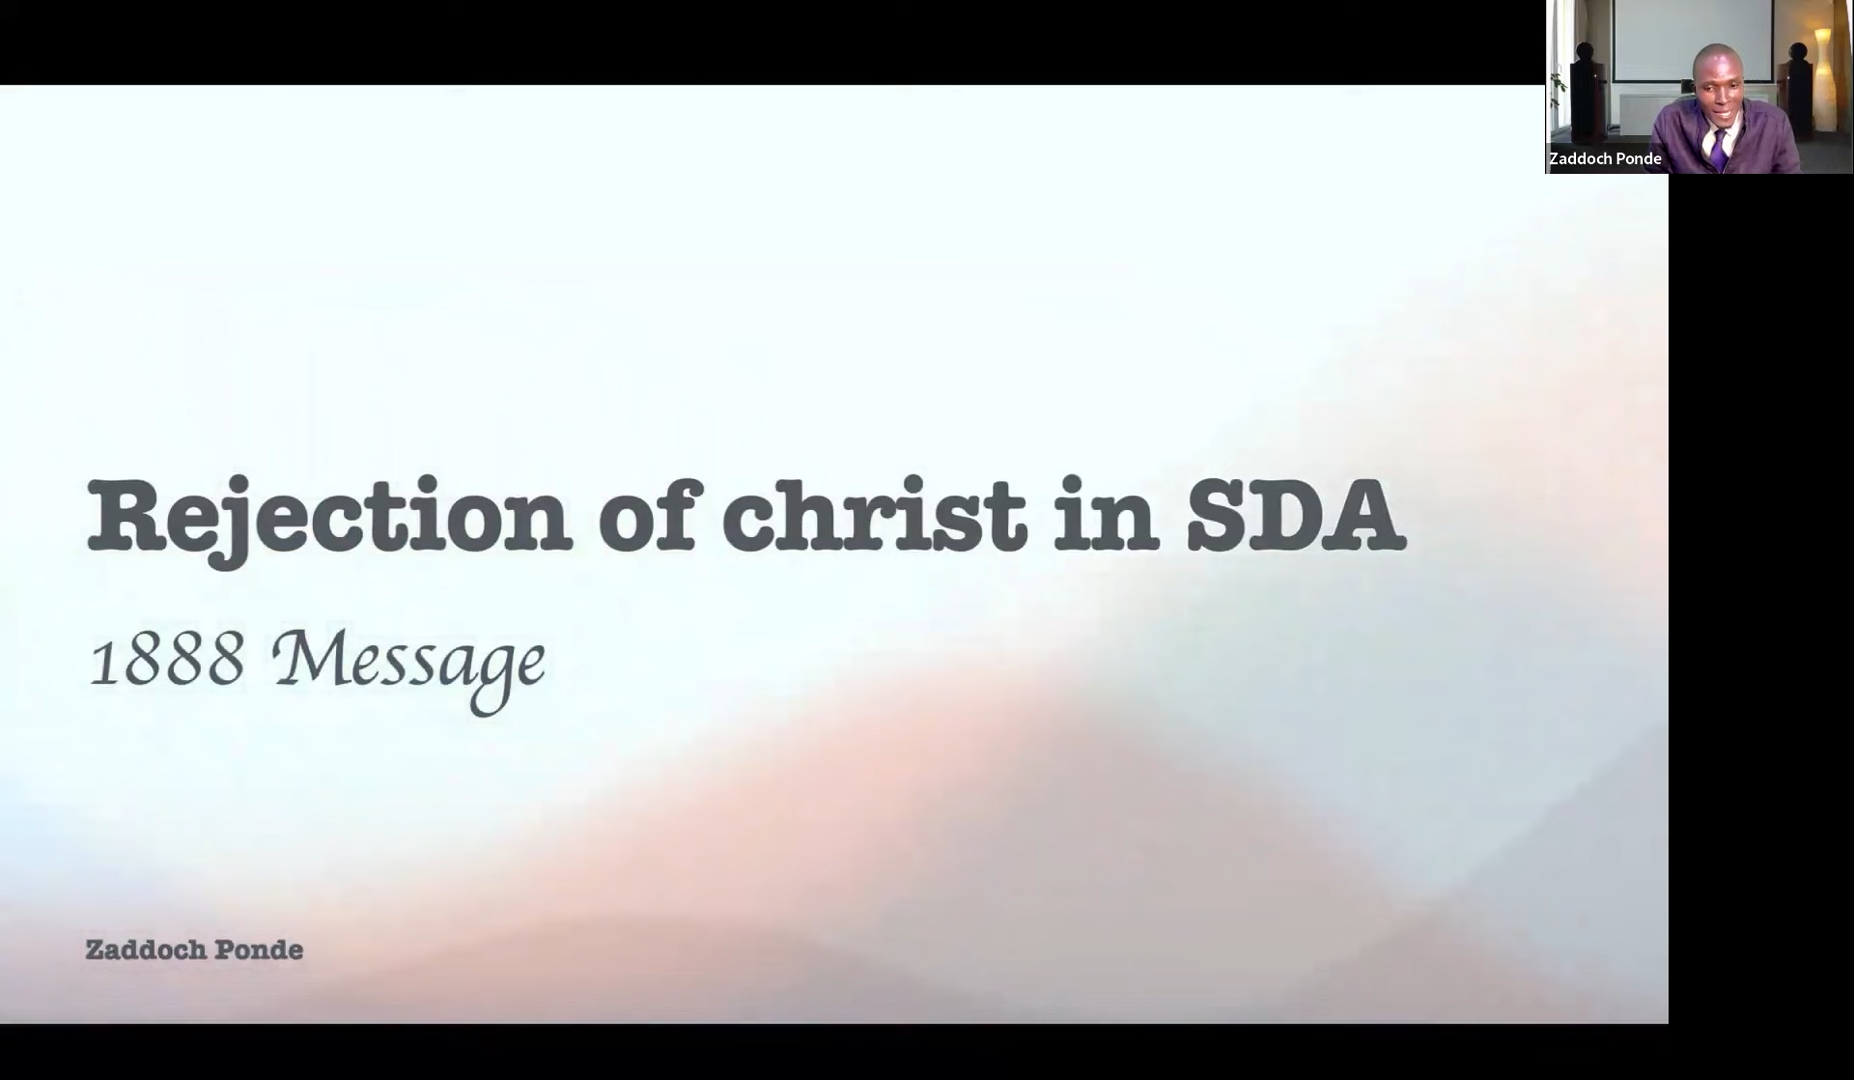 Zaddoch Ponde
Rejection of christ in SDA
1888 Message
Zaddoch Ponde